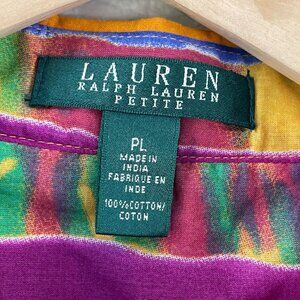 LAUREN
RALPH LAUREN
PETITE
PL
MADE IN
INDIA
FABRIQUE EN
INDE
100% COTTON/
COTON